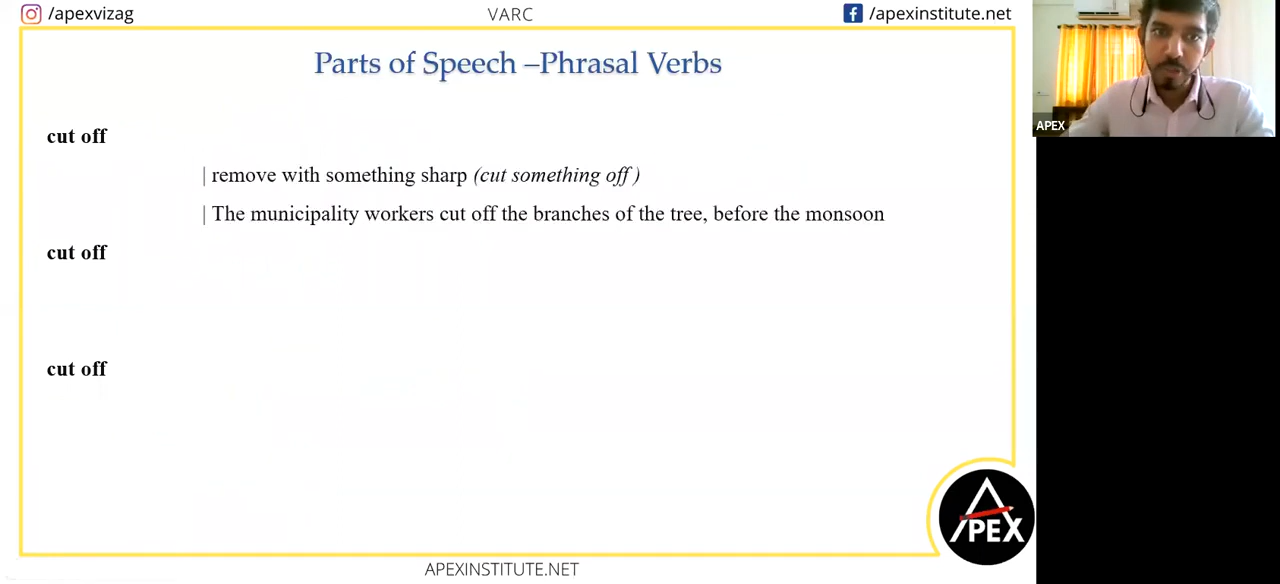 /apexvizag
VARC
/apexinstitute.net
Parts of Speech –Phrasal Verbs
cut off
| remove with something sharp (cut something off )
| The municipality workers cut off the branches of the tree, before the monsoon
cut off
cut off
APEX
APEX
APEXINSTITUTE.NET